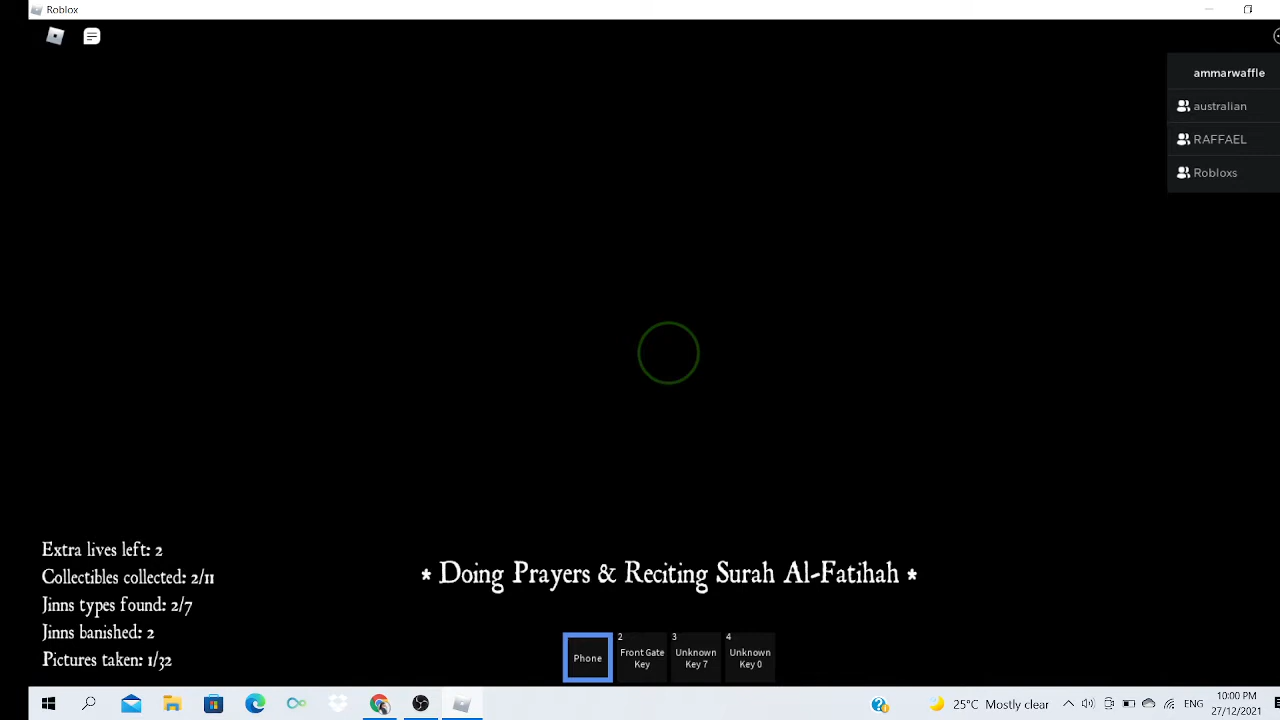 Roblox
ammarwaffle
australian
RAFFAEL
Robloxs
Extra lives left: 2
Collectibles collected: 2/11
Jinns types found: 2/7
Jinns banished: 2
Pictures taken: 1/32
* Doing Prayers & Reciting Surah Al-Fatihah *
Phone
2
Front Gate
Key
3
Unknown
Key 7
4
Unknown
Key 0
25°C Mostly clear
ENG
10:00 PM
27/12/2021